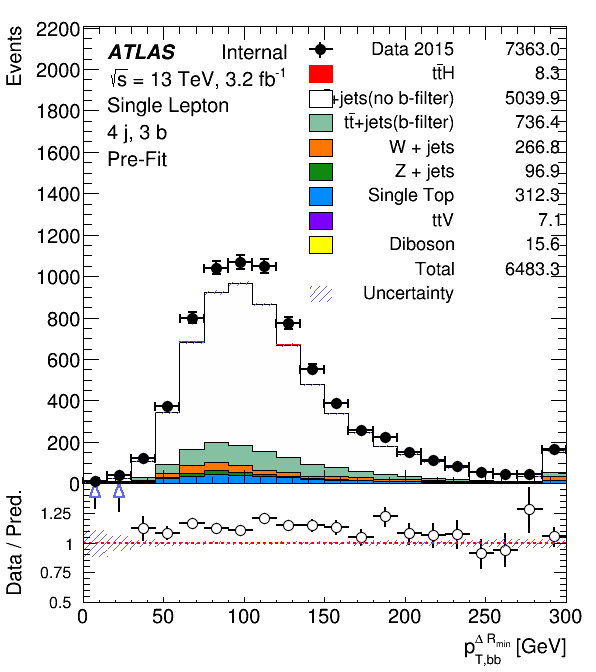 Events
2200
2000
1800
1600
1400
1200
1000
800
600
400
200
0
ATLAS Internal
√s = 13 TeV, 3.2 fb⁻¹
Single Lepton
4 j, 3 b
Pre-Fit
Data 2015 7363.0
tt̄H 8.3
+jets(no b-filter) 5039.9
tt̄+jets(b-filter) 736.4
W + jets 266.8
Z + jets 96.9
Single Top 312.3
ttV 7.1
Diboson 15.6
Total 6483.3
Uncertainty
Data / Pred.
1.25
1
0.75
0.5
0 50 100 150 200 250 300
p_{T,bb}^{Δ R_{min}} [GeV]